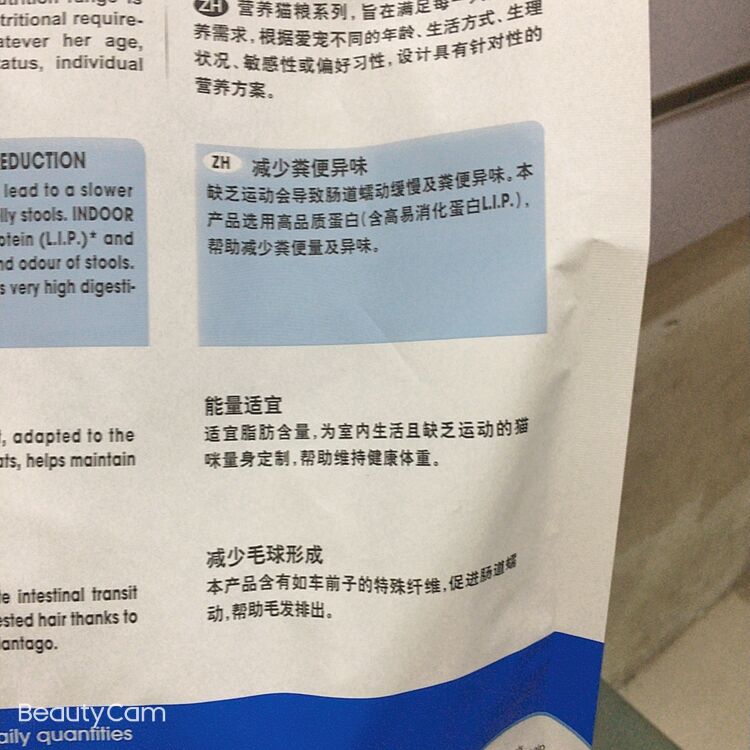 trition range is
tritional require-
atever her age,
tatus, individual
ZH 营养猫粮系列，旨在满足每一
养需求，根据爱宠不同的年龄、生活方式、生理
状况、敏感性或偏好习性，设计具有针对性的
营养方案。
EDUCTION
lead to a slower
lly stools. INDOOR
otein (L.I.P.)* and
nd odour of stools.
s very high digesti-
ZH 减少粪便异味
缺乏运动会导致肠道蠕动缓慢及粪便异味。本
产品选用高品质蛋白(含高易消化蛋白L.I.P.)，
帮助减少粪便量及异味。
t, adapted to the
ats, helps maintain
能量适宜
适宜脂肪含量，为室内生活且缺乏运动的猫
咪量身定制，帮助维持健康体重。
te intestinal transit
ested hair thanks to
lantago.
减少毛球形成
本产品含有如车前子的特殊纤维，促进肠道蠕
动，帮助毛发排出。
BeautyCam
aily quantities